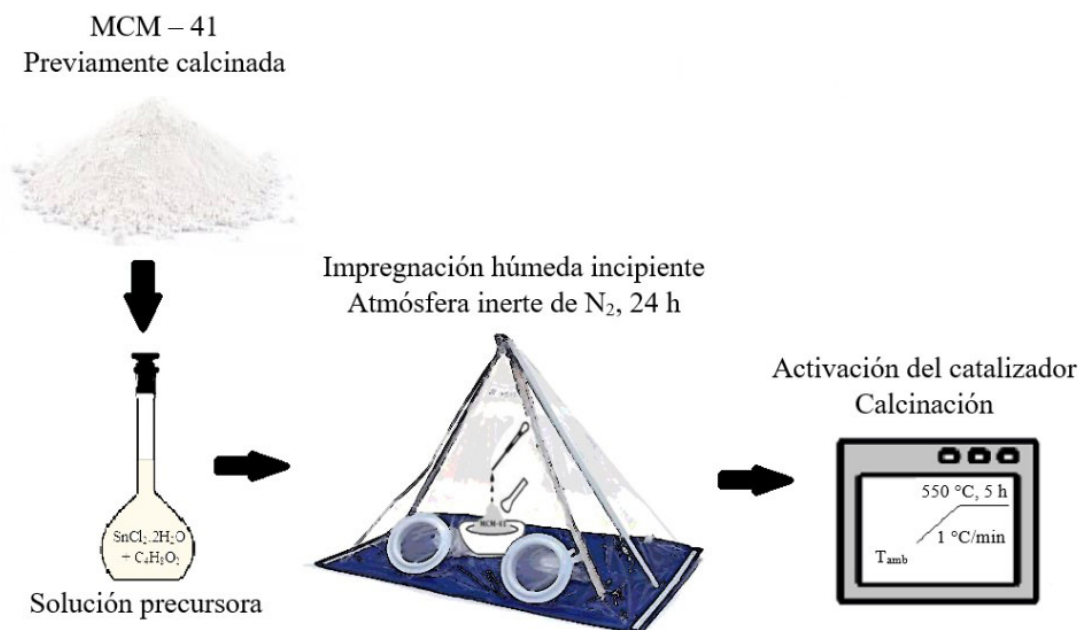 MCM – 41
Previamente calcinada
Impregnación húmeda incipiente
Atmósfera inerte de N₂, 24 h
Activación del catalizador
Calcinación
SnCl₂.2H₂O
+ C₄H₈O₂
Solución precursora
MCM-41
550 °C, 5 h
1 °C/min
Tamb